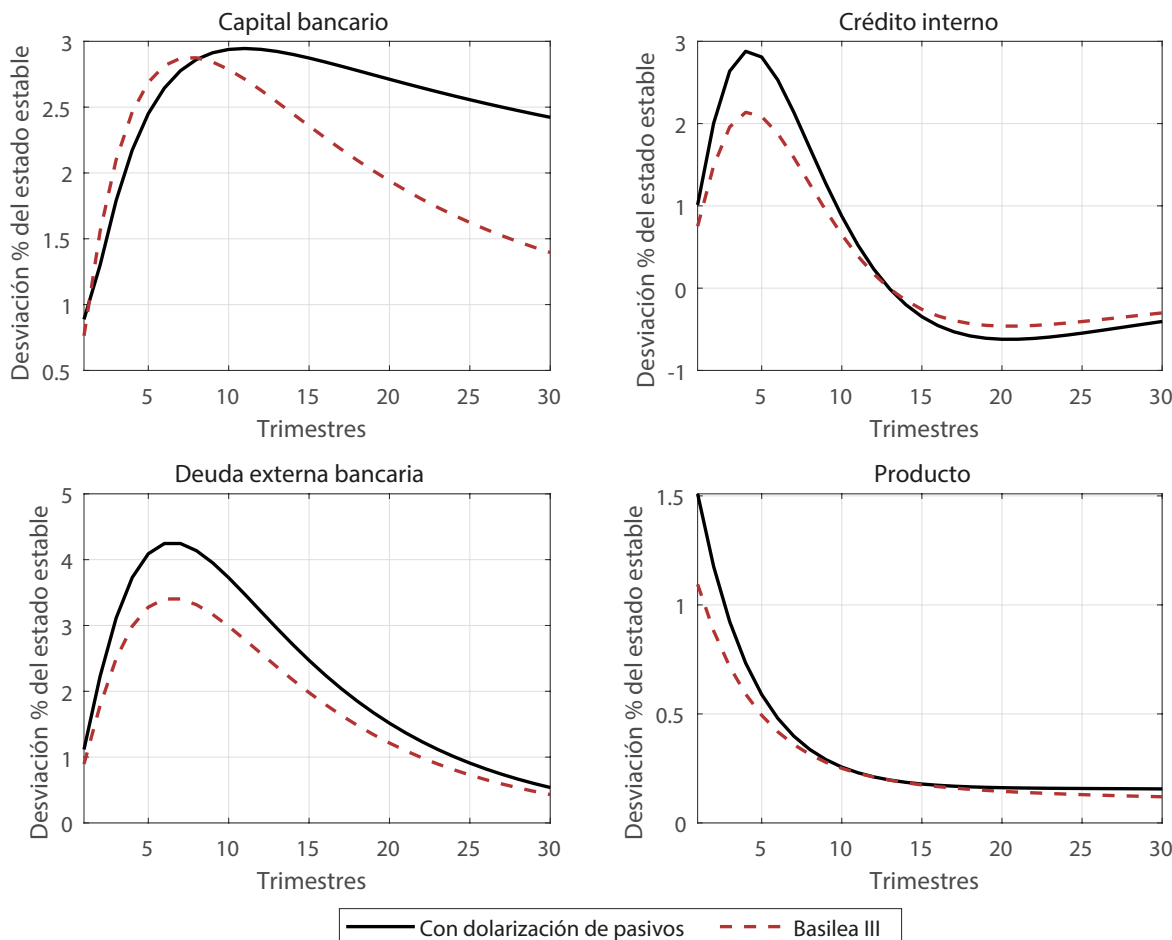 Capital bancario
Desviación % del estado estable
3
2.5
2
1.5
1
0.5
5 10 15 20 25 30
Trimestres
Crédito interno
Desviación % del estado estable
3
2
1
0
-1
5 10 15 20 25 30
Trimestres
Deuda externa bancaria
Desviación % del estado estable
5
4
3
2
1
0
5 10 15 20 25 30
Trimestres
Producto
Desviación % del estado estable
1.5
1
0.5
0
5 10 15 20 25 30
Trimestres
Con dolarización de pasivos Basilea III